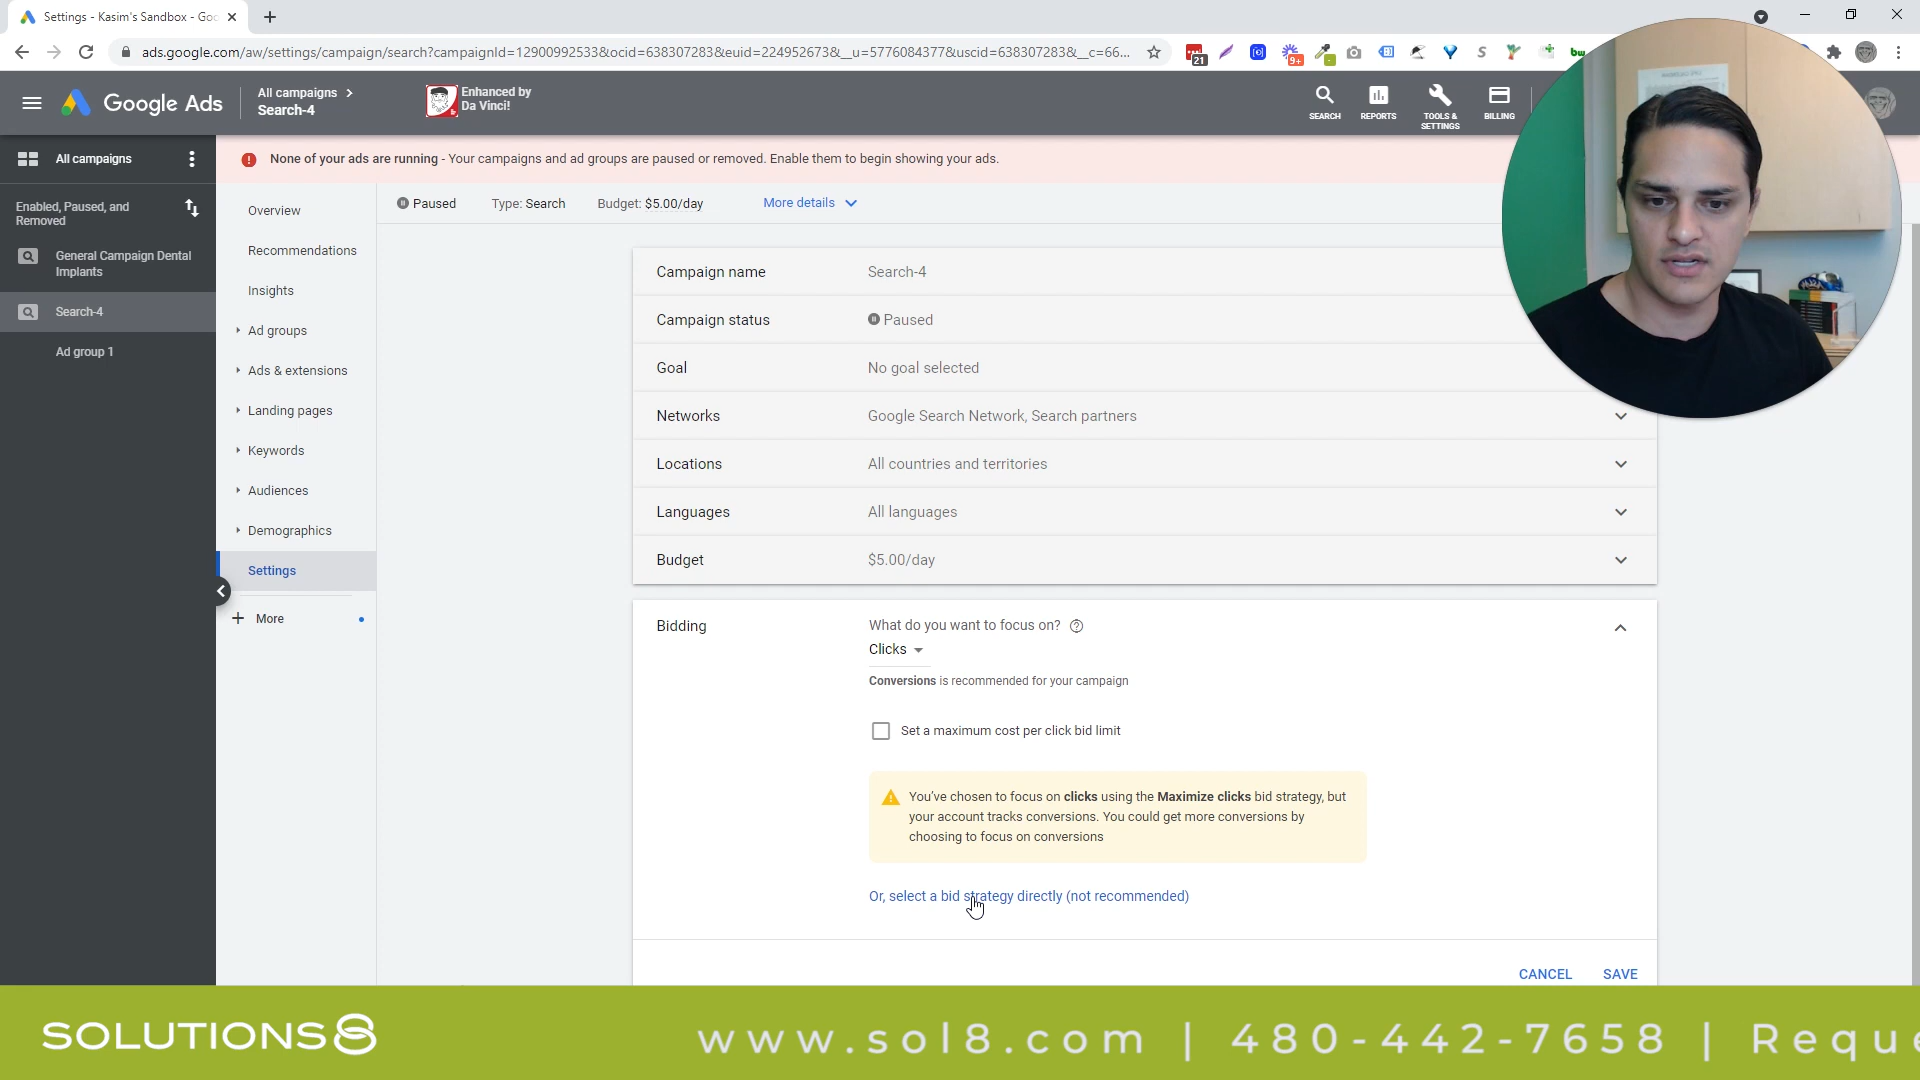 Settings - Kasim's Sandbox - Goo
ads.google.com/aw/settings/campaign/search?campaignId=12900992533&ocid=638307283&euid=224952673&__u=5776084377&uscid=638307283&__c=66...
21
9+
S
bw
Google Ads
All campaigns
Search-4
Enhanced by
Da Vinci!
SEARCH
REPORTS
TOOLS &
SETTINGS
BILLING
All campaigns
None of your ads are running - Your campaigns and ad groups are paused or removed. Enable them to begin showing your ads.
Enabled, Paused, and
Removed
General Campaign Dental
Implants
Search-4
Ad group 1
Overview
Recommendations
Insights
Ad groups
Ads & extensions
Landing pages
Keywords
Audiences
Demographics
Settings
More
Paused
Type: Search
Budget: $5.00/day
More details
Campaign name
Search-4
Campaign status
Paused
Goal
No goal selected
Networks
Google Search Network, Search partners
Locations
All countries and territories
Languages
All languages
Budget
$5.00/day
Bidding
What do you want to focus on?
Clicks
Conversions is recommended for your campaign
Set a maximum cost per click bid limit
You've chosen to focus on clicks using the Maximize clicks bid strategy, but
your account tracks conversions. You could get more conversions by
choosing to focus on conversions
Or, select a bid strategy directly (not recommended)
CANCEL
SAVE
SOLUTIONS8
www.sol8.com | 480-442-7658 | Reque